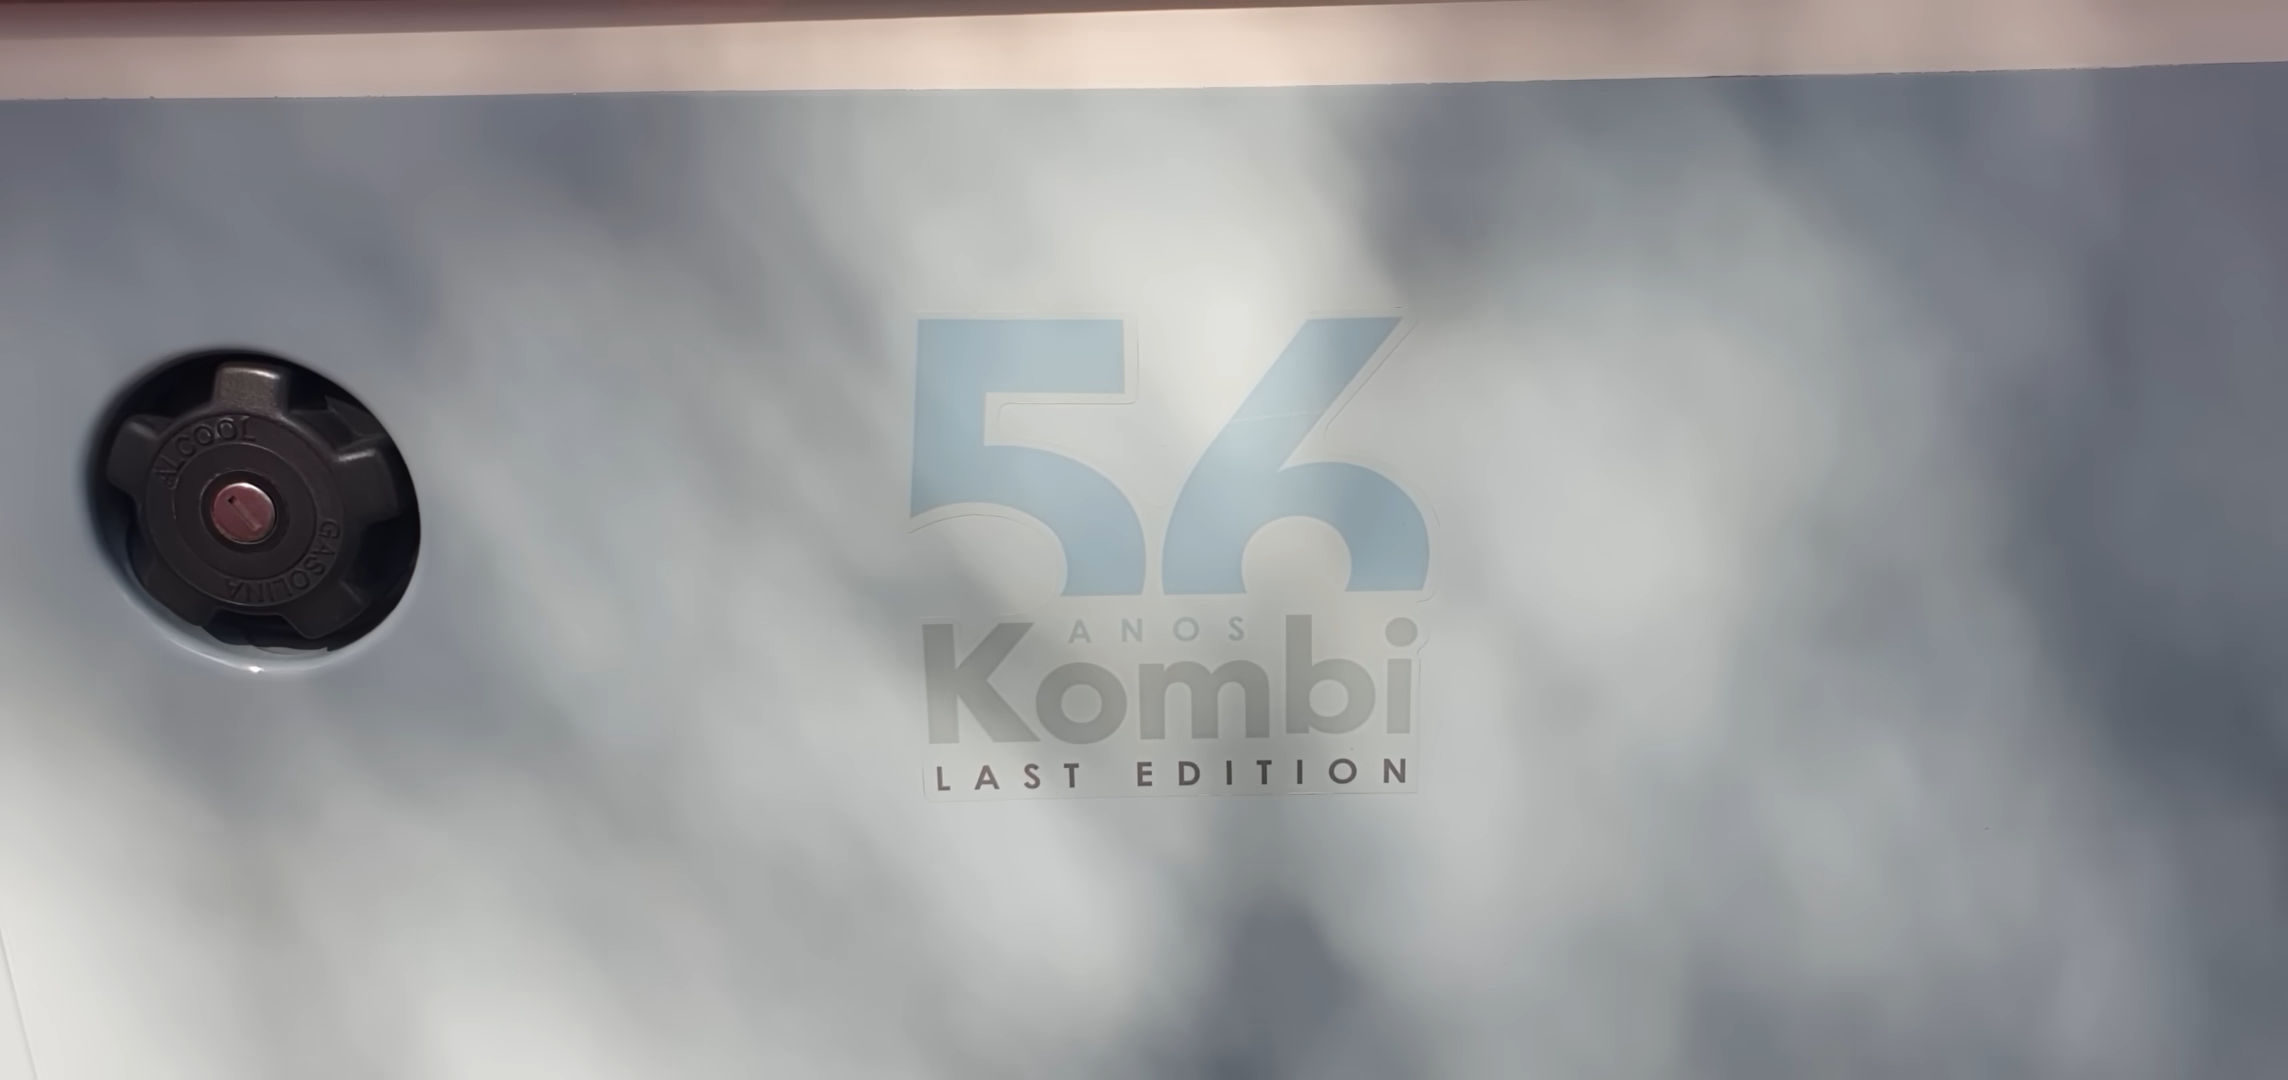 ALCOOL
GASOLINA
56
ANOS
Kombi
LAST EDITION